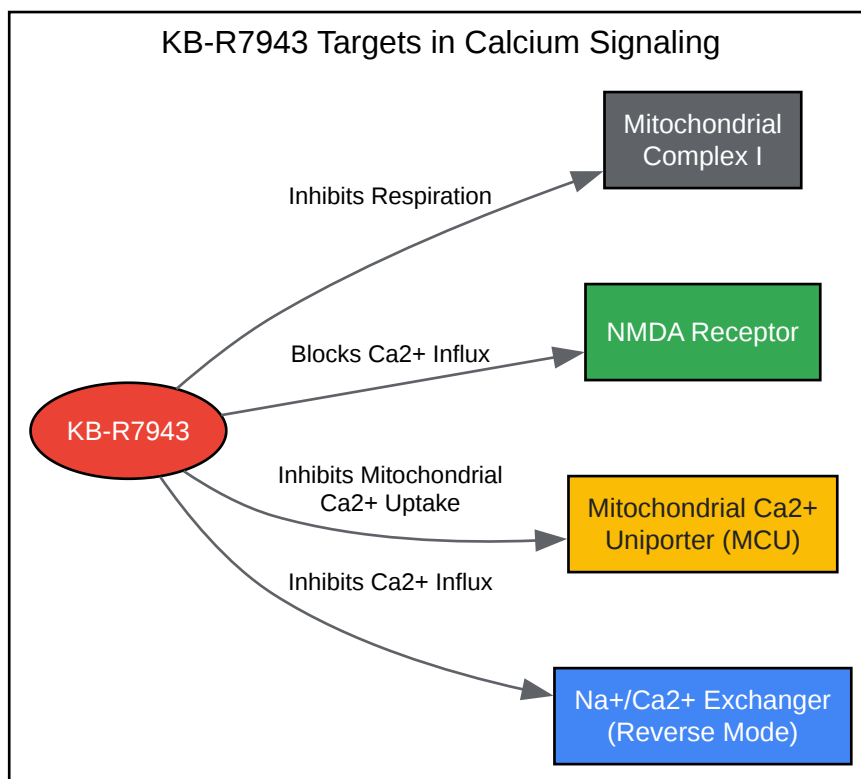 KB-R7943 Targets in Calcium Signaling
Mitochondrial
Complex I
Inhibits Respiration
NMDA Receptor
Blocks Ca2+ Influx
KB-R7943
Inhibits Mitochondrial
Ca2+ Uptake
Mitochondrial Ca2+
Uniporter (MCU)
Inhibits Ca2+ Influx
Na+/Ca2+ Exchanger
(Reverse Mode)